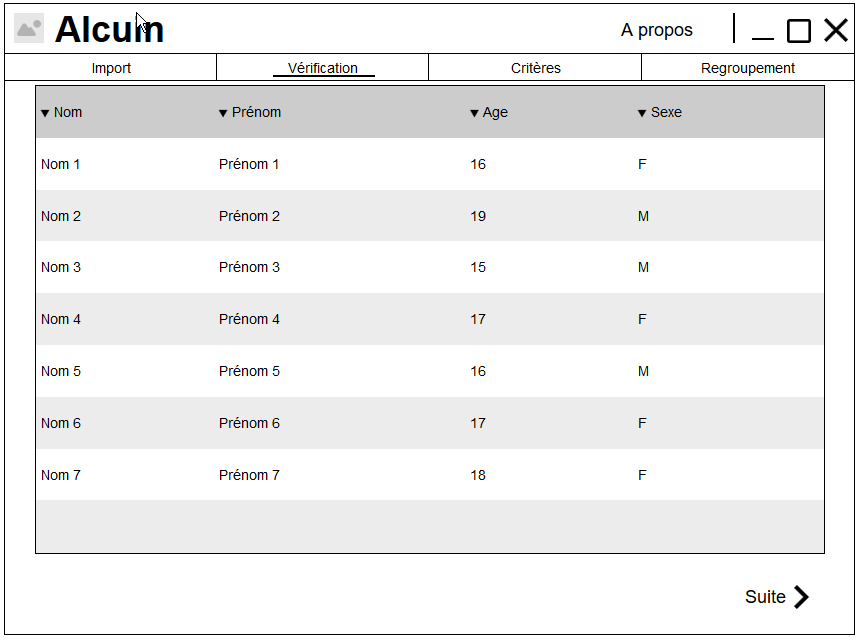 Alcuin
A propos
Import Vérification Critères Regroupement
▼ Nom ▼ Prénom ▼ Age ▼ Sexe
Nom 1 Prénom 1 16 F
Nom 2 Prénom 2 19 M
Nom 3 Prénom 3 15 M
Nom 4 Prénom 4 17 F
Nom 5 Prénom 5 16 M
Nom 6 Prénom 6 17 F
Nom 7 Prénom 7 18 F
Suite